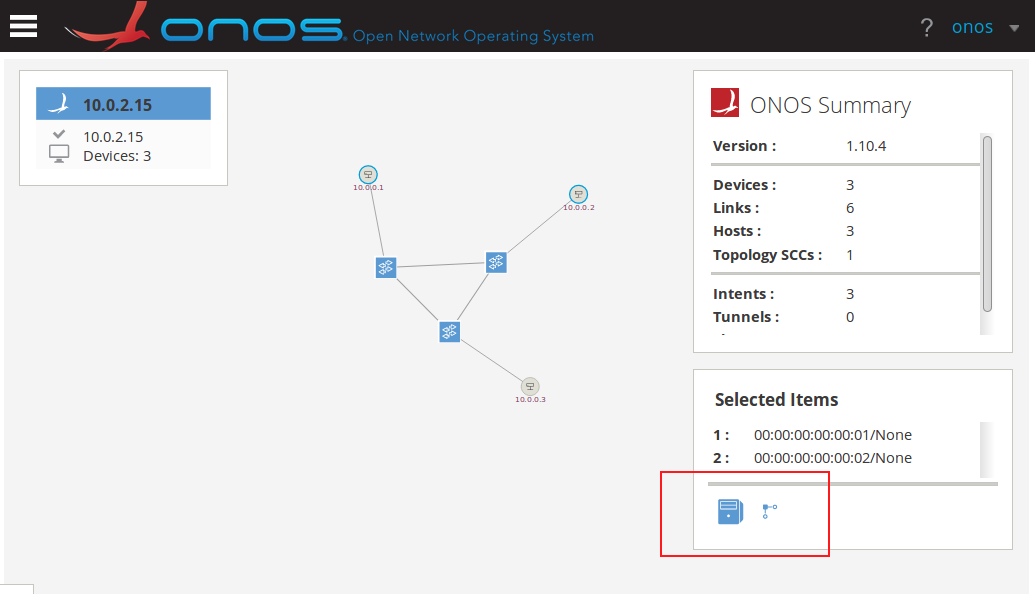 onos Open Network Operating System
? onos
10.0.2.15
10.0.2.15
Devices: 3
10.0.0.1
10.0.0.2
10.0.0.3
ONOS Summary
Version : 1.10.4
Devices : 3
Links : 6
Hosts : 3
Topology SCCs : 1
Intents : 3
Tunnels : 0
Selected Items
1 : 00:00:00:00:00:01/None
2 : 00:00:00:00:00:02/None